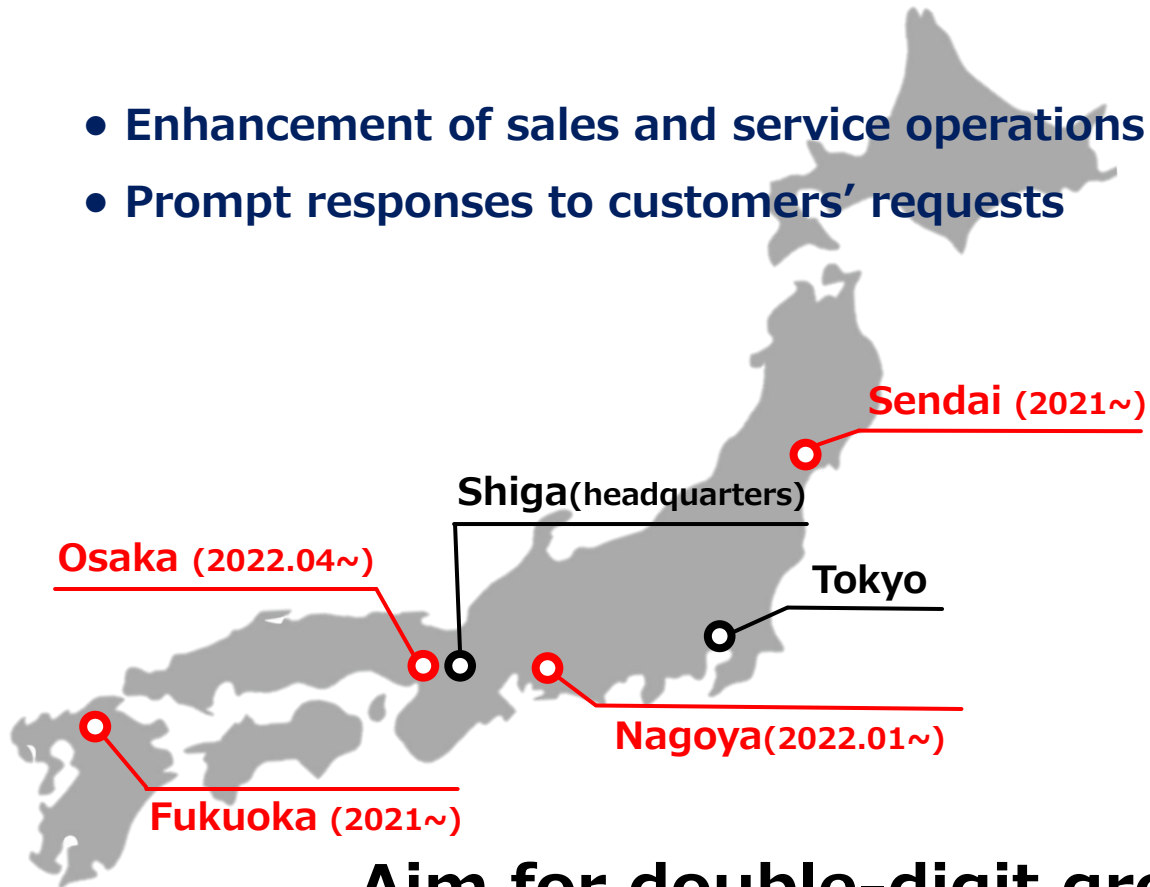 • Enhancement of sales and service operations
• Prompt responses to customers’ requests
Sendai (2021~)
Shiga(headquarters)
Osaka (2022.04~)
Tokyo
Nagoya(2022.01~)
Fukuoka (2021~)
Aim for double-digit